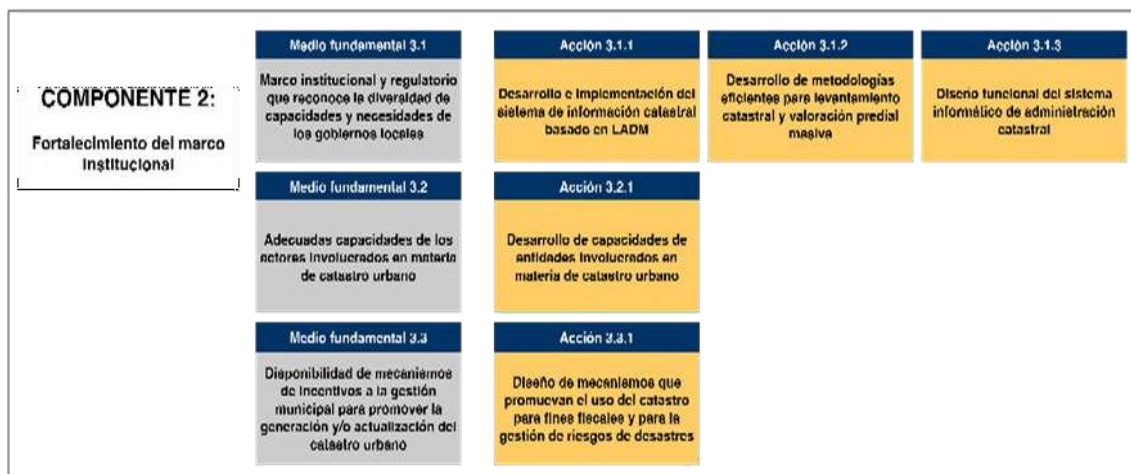 COMPONENTE 2:
Fortalecimiento del marco
institucional
Medio fundamental 3.1
Marco institucional y regulatorio
que reconoce la diversidad de
capacidades y necesidades de
los gobiernos locales
Acción 3.1.1
Desarrollo e implementación del
sistema de información catastral
basado en LADM
Acción 3.1.2
Desarrollo de metodologías
eficientes para levantamiento
catastral y valoración predial
masiva
Acción 3.1.3
Diseño funcional del sistema
informático de administración
catastral
Medio fundamental 3.2
Adecuadas capacidades de los
actores involucrados en materia
de catastro urbano
Acción 3.2.1
Desarrollo de capacidades de
entidades involucrados en
materia de catastro urbano
Medio fundamental 3.3
Disponibilidad de mecanismos
de incentivos a la gestión
municipal para promover la
generación y/o actualización del
catastro urbano
Acción 3.3.1
Diseño de mecanismos que
promuevan el uso del catastro
para fines fiscales y para la
gestión de riesgos de desastres